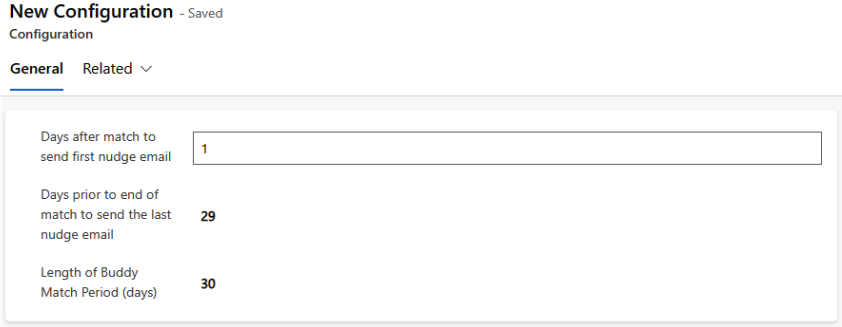 New Configuration - Saved
Configuration
General Related
Days after match to
send first nudge email
1
Days prior to end of
match to send the last
nudge email
29
Length of Buddy
Match Period (days)
30